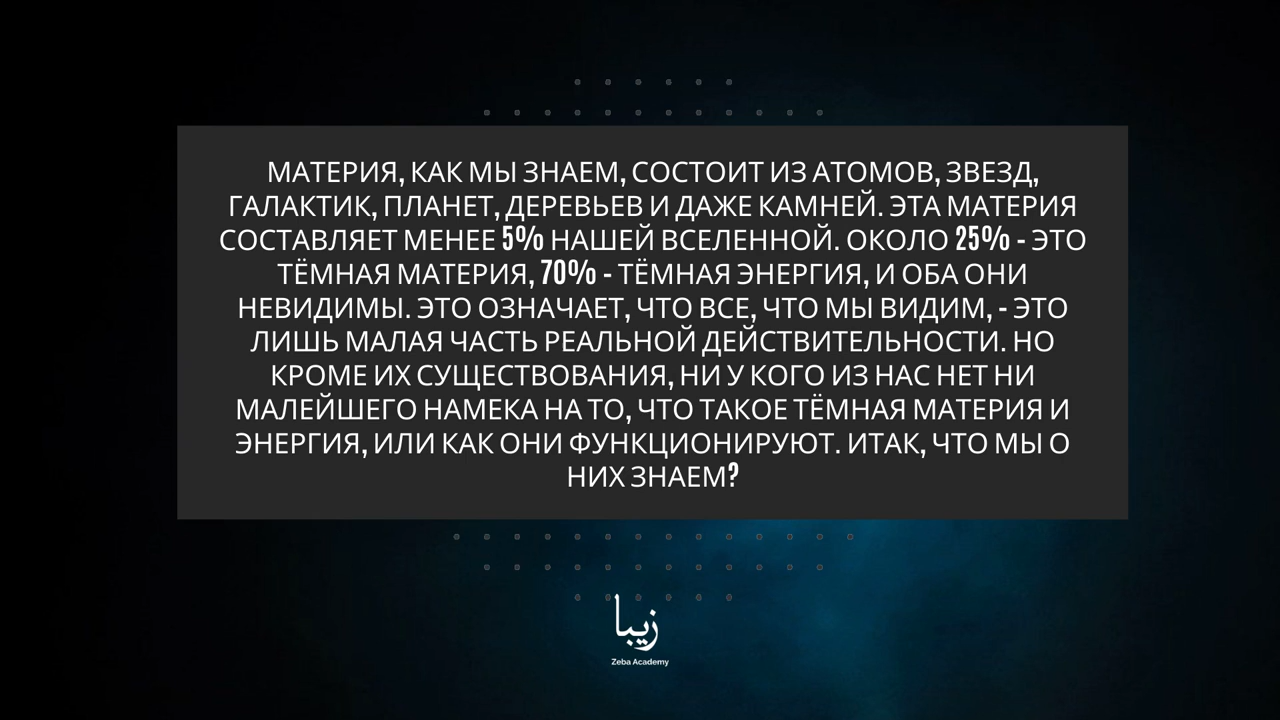 МАТЕРИЯ, КАК МЫ ЗНАЕМ, СОСТОИТ ИЗ АТОМОВ, ЗВЕЗД,
ГАЛАКТИК, ПЛАНЕТ, ДЕРЕВЬЕВ И ДАЖЕ КАМНЕЙ. ЭТА МАТЕРИЯ
СОСТАВЛЯЕТ МЕНЕЕ 5% НАШЕЙ ВСЕЛЕННОЙ. ОКОЛО 25% - ЭТО
ТЁМНАЯ МАТЕРИЯ, 70% - ТЁМНАЯ ЭНЕРГИЯ, И ОБА ОНИ
НЕВИДИМЫ. ЭТО ОЗНАЧАЕТ, ЧТО ВСЕ, ЧТО МЫ ВИДИМ, - ЭТО
ЛИШЬ МАЛАЯ ЧАСТЬ РЕАЛЬНОЙ ДЕЙСТВИТЕЛЬНОСТИ. НО
КРОМЕ ИХ СУЩЕСТВОВАНИЯ, НИ У КОГО ИЗ НАС НЕТ НИ
МАЛЕЙШЕГО НАМЕКА НА ТО, ЧТО ТАКОЕ ТЁМНАЯ МАТЕРИЯ И
ЭНЕРГИЯ, ИЛИ КАК ОНИ ФУНКЦИОНИРУЮТ. ИТАК, ЧТО МЫ О
НИХ ЗНАЕМ?
زیبا
Zeba Academy